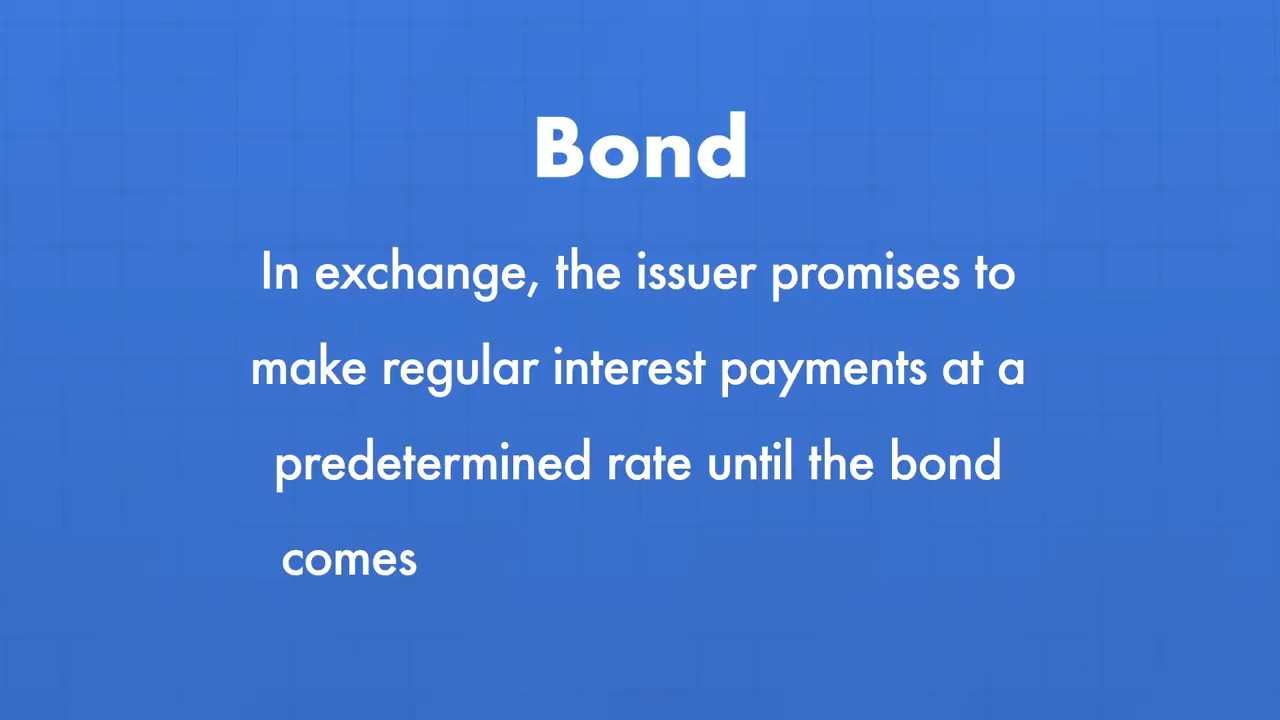 Bond
In exchange, the issuer promises to
make regular interest payments at a
predetermined rate until the bond
comes